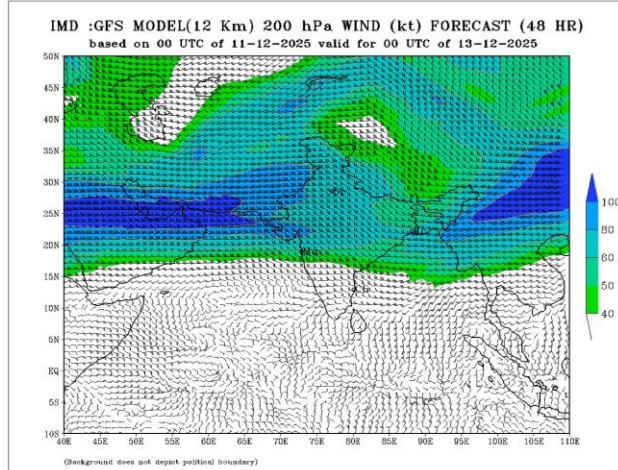 IMD :GFS MODEL(12 Km) 200 hPa WIND (kt) FORECAST (48 HR)
based on 00 UTC of 11-12-2025 valid for 00 UTC of 13-12-2025
50N
45N
40N
35N
30N
25N
20N
15N
10N
5N
EQ
5S
10S
100
80
60
50
40
40E 45E 50E 55E 60E 65E 70E 75E 80E 85E 90E 95E 100E 105E 110E
(Background does not depict political boundary)